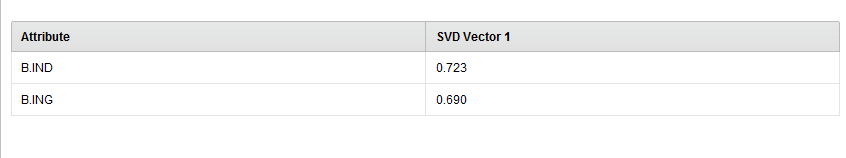 Attribute SVD Vector 1
B.IND 0.723
B.ING 0.690